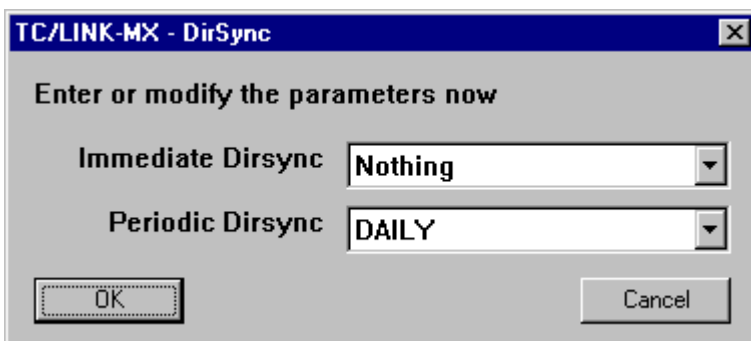 TC/LINK-MX - DirSync
Enter or modify the parameters now
Immediate Dirsync Nothing
Periodic Dirsync DAILY
OK Cancel